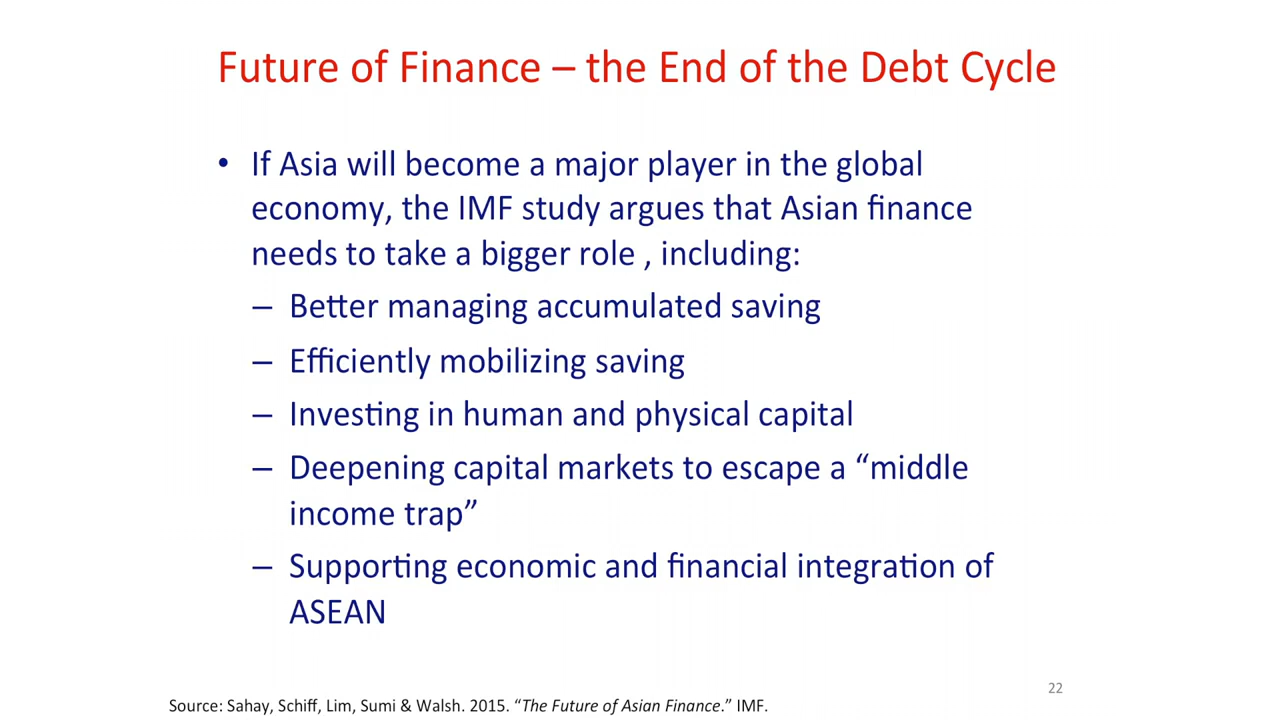 Future of Finance – the End of the Debt Cycle
• If Asia will become a major player in the global
economy, the IMF study argues that Asian finance
needs to take a bigger role , including:
– Better managing accumulated saving
– Efficiently mobilizing saving
– Investing in human and physical capital
– Deepening capital markets to escape a “middle
income trap”
– Supporting economic and financial integration of
ASEAN
22
Source: Sahay, Schiff, Lim, Sumi & Walsh. 2015. “The Future of Asian Finance.” IMF.